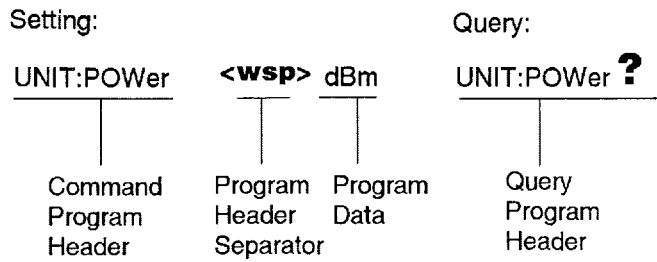 Setting: Query:
UNIT:POWer <wsp> dBm UNIT:POWer ?
Command Program Program Query
Program Header Data Program
Header Separator Header